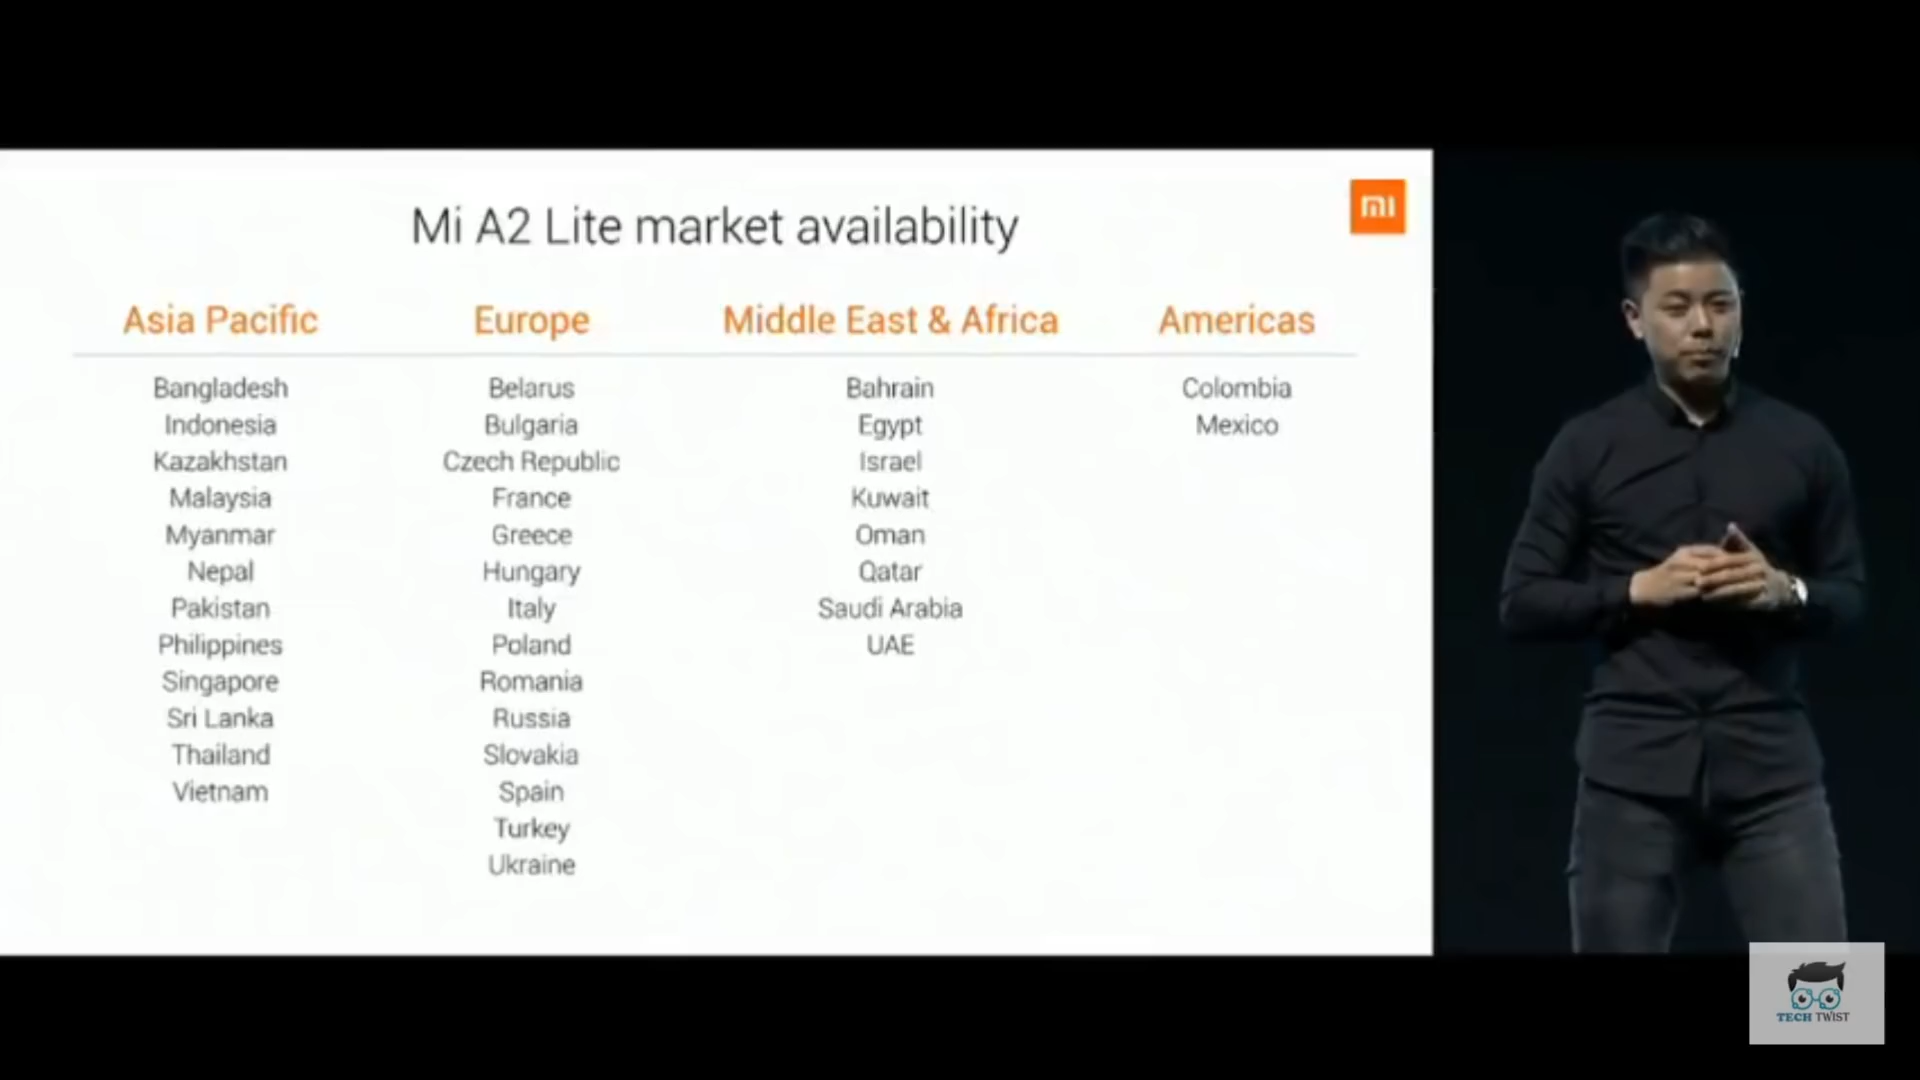 Mi A2 Lite market availability
mi
Asia Pacific
Bangladesh
Indonesia
Kazakhstan
Malaysia
Myanmar
Nepal
Pakistan
Philippines
Singapore
Sri Lanka
Thailand
Vietnam
Europe
Belarus
Bulgaria
Czech Republic
France
Greece
Hungary
Italy
Poland
Romania
Russia
Slovakia
Spain
Turkey
Ukraine
Middle East & Africa
Bahrain
Egypt
Israel
Kuwait
Oman
Qatar
Saudi Arabia
UAE
Americas
Colombia
Mexico
TECH TWIST